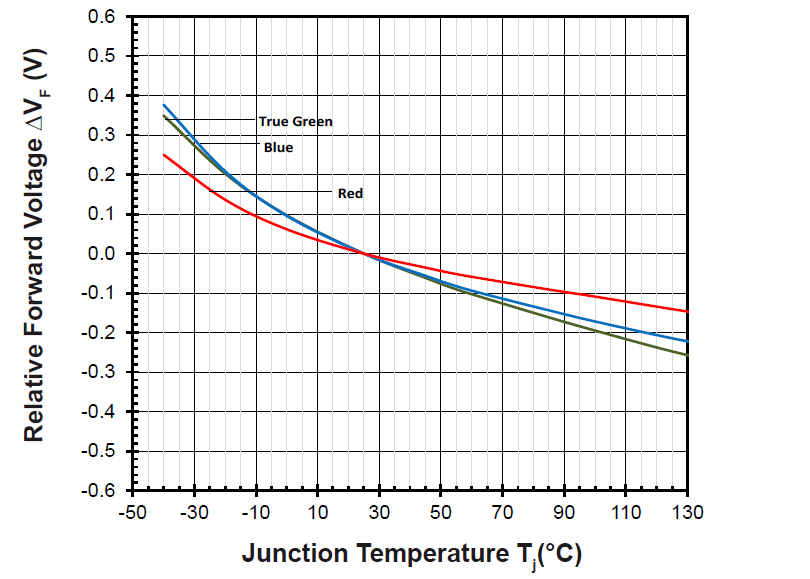 Relative Forward Voltage ΔV_F (V)
0.6
0.5
0.4
0.3
0.2
0.1
0.0
-0.1
-0.2
-0.3
-0.4
-0.5
-0.6
True Green
Blue
Red
-50 -30 -10 10 30 50 70 90 110 130
Junction Temperature T_j(°C)